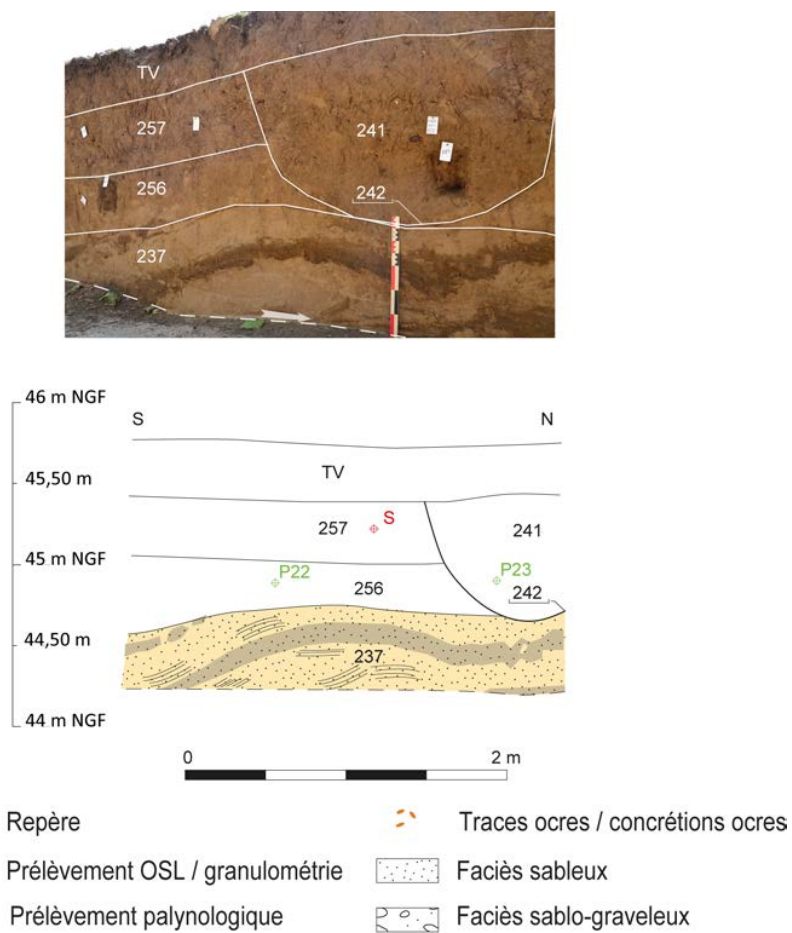 TV
257
241
256
242
237
46 m NGF
S N
45,50 m
TV
257 S 241
45 m NGF
P22 256 P23
242
44,50 m
237
44 m NGF
0 2 m
Repère Traces ocres / concrétions ocres
Prélèvement OSL / granulométrie Faciès sableux
Prélèvement palynologique Faciès sablo-graveleux